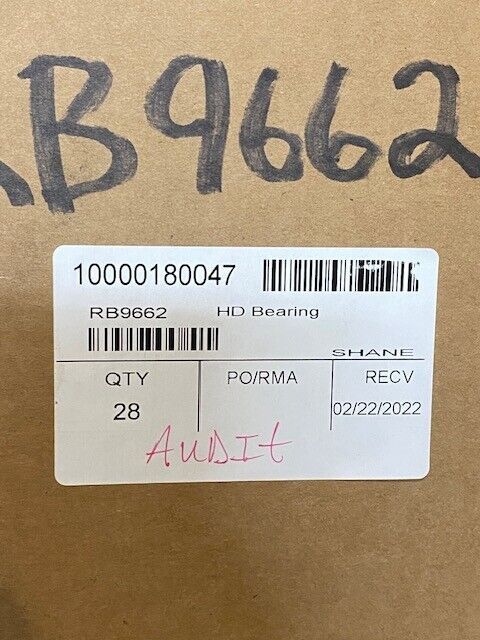 RB9662
10000180047
RB9662 HD Bearing
SHANE
QTY PO/RMA RECV
28 02/22/2022
AUDIt